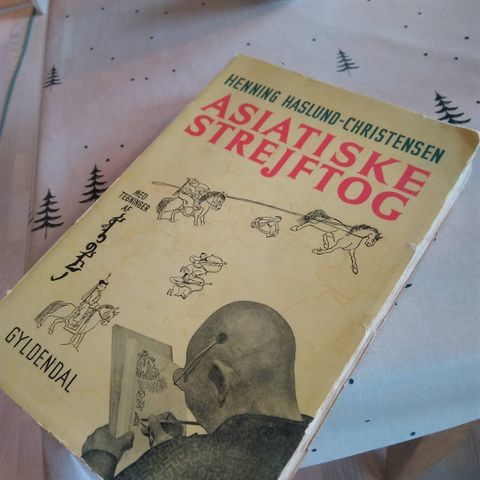 HENNING HASLUND-CHRISTENSEN
ASIATISKE
STREJFTOG
MED
TEGNINGER
AF
GYLDENDAL